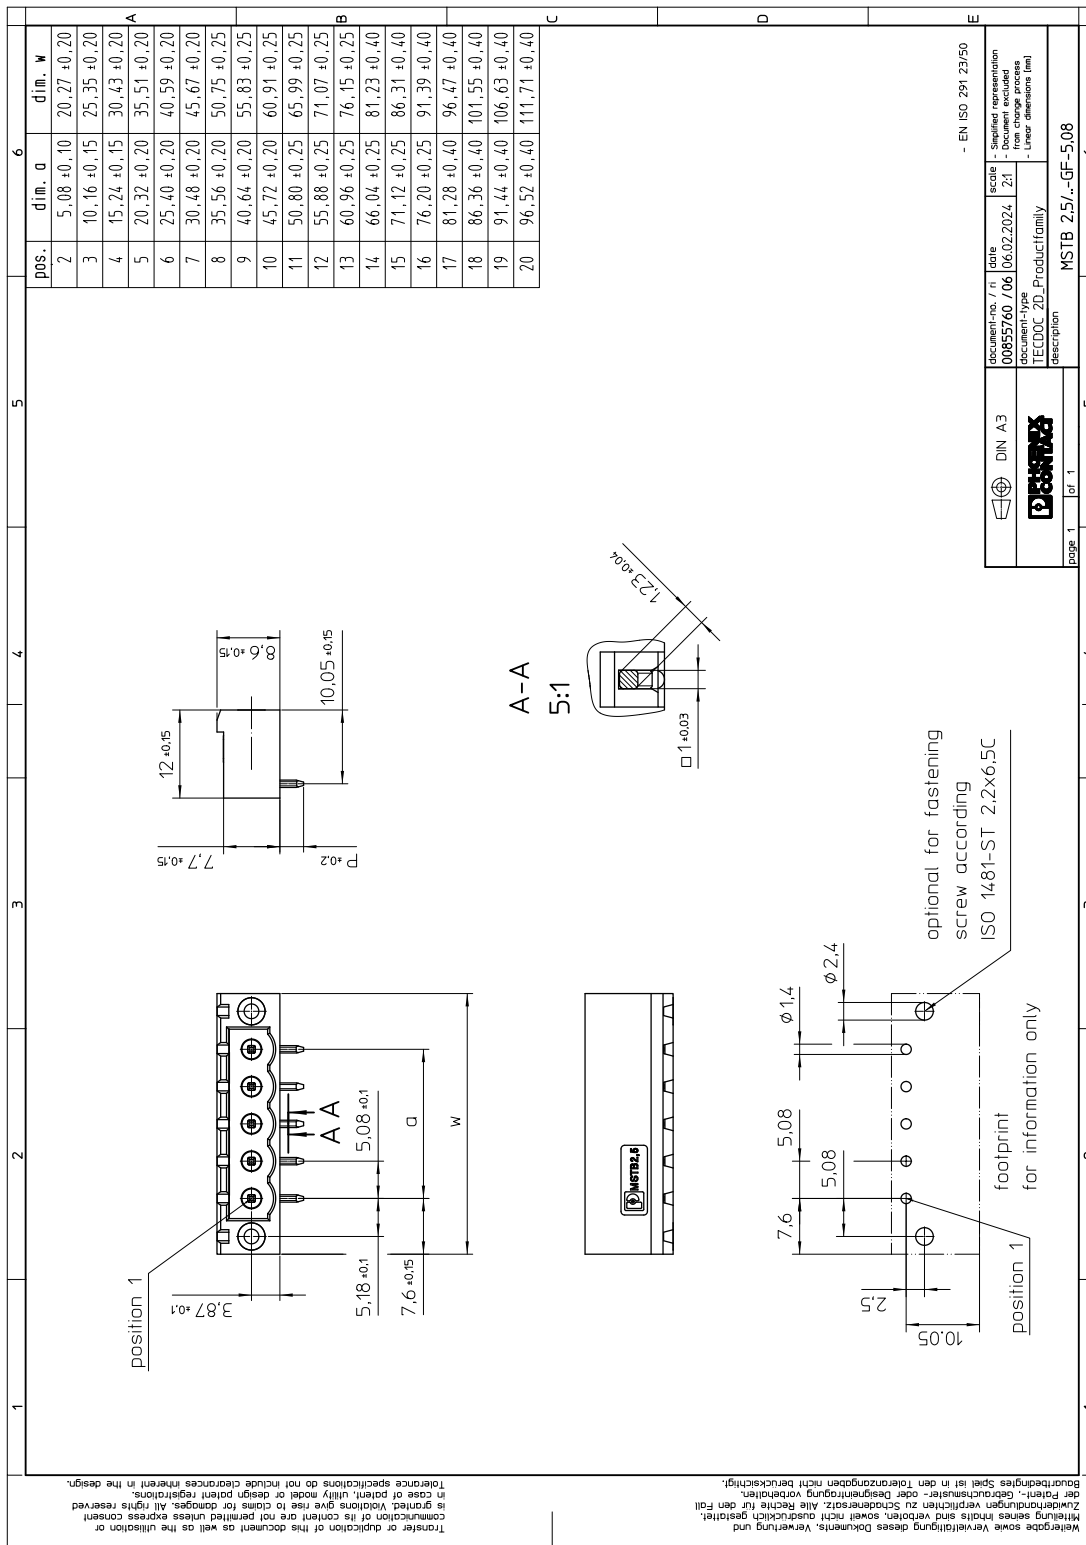 1
2
3
4
5
6
A
B
C
D
E
pos. dim. a dim. w
2 5,08 ±0,10 20,27 ±0,20
3 10,16 ±0,15 25,35 ±0,20
4 15,24 ±0,15 30,43 ±0,20
5 20,32 ±0,20 35,51 ±0,20
6 25,40 ±0,20 40,59 ±0,20
7 30,48 ±0,20 45,67 ±0,20
8 35,56 ±0,20 50,75 ±0,25
9 40,64 ±0,20 55,83 ±0,25
10 45,72 ±0,20 60,91 ±0,25
11 50,80 ±0,25 65,99 ±0,25
12 55,88 ±0,25 71,07 ±0,25
13 60,96 ±0,25 76,15 ±0,25
14 66,04 ±0,25 81,23 ±0,40
15 71,12 ±0,25 86,31 ±0,40
16 76,20 ±0,25 91,39 ±0,40
17 81,28 ±0,40 96,47 ±0,40
18 86,36 ±0,40 101,55 ±0,40
19 91,44 ±0,40 106,63 ±0,40
20 96,52 ±0,40 111,71 ±0,40
position 1
3,87 ±0,1
5,18 ±0,1
5,08 ±0,1
7,6 ±0,15
A A
a
w
12 ±0,15
7,7 ±0,15
P ±0,2
8,6 ±0,15
10,05 ±0,15
A-A
5:1
1,23 ±0,04
□ 1 ±0,03
MSTB2,5
7,6
5,08
5,08
ø 1,4
ø 2,4
2,5
10,05
position 1
footprint
for information only
optional for fastening
screw according
ISO 1481-ST 2,2x6,5C
- EN ISO 291 23/50
DIN A3
PHOENIX
CONTACT
page 1 of 1
document-no. / ri
00855760 / 06
date
06.02.2024
scale
2:1
- Simplified representation
- Document excluded
from change process
- Linear dimensions [mm]
document-type
TECDOC 2D_Productfamily
description
MSTB 2,5/..-GF-5,08
Transfer or duplication of this document as well as the utilisation or
communication of its content are not permitted unless express consent
is granted. Violations give rise to claims for damages. All rights reserved
in case of patent, utility model or design patent registrations.
Tolerance specifications do not include clearances inherent in the design.
Weitergabe sowie Vervielfältigung dieses Dokuments, Verwertung und
Mitteilung seines Inhalts sind verboten, soweit nicht ausdrücklich gestattet.
Zuwiderhandlungen verpflichten zu Schadenersatz. Alle Rechte für den Fall
der Patent-, Gebrauchsmuster- oder Designeintragung vorbehalten.
Bauartbedingtes Spiel ist in den Toleranzangaben nicht berücksichtigt.